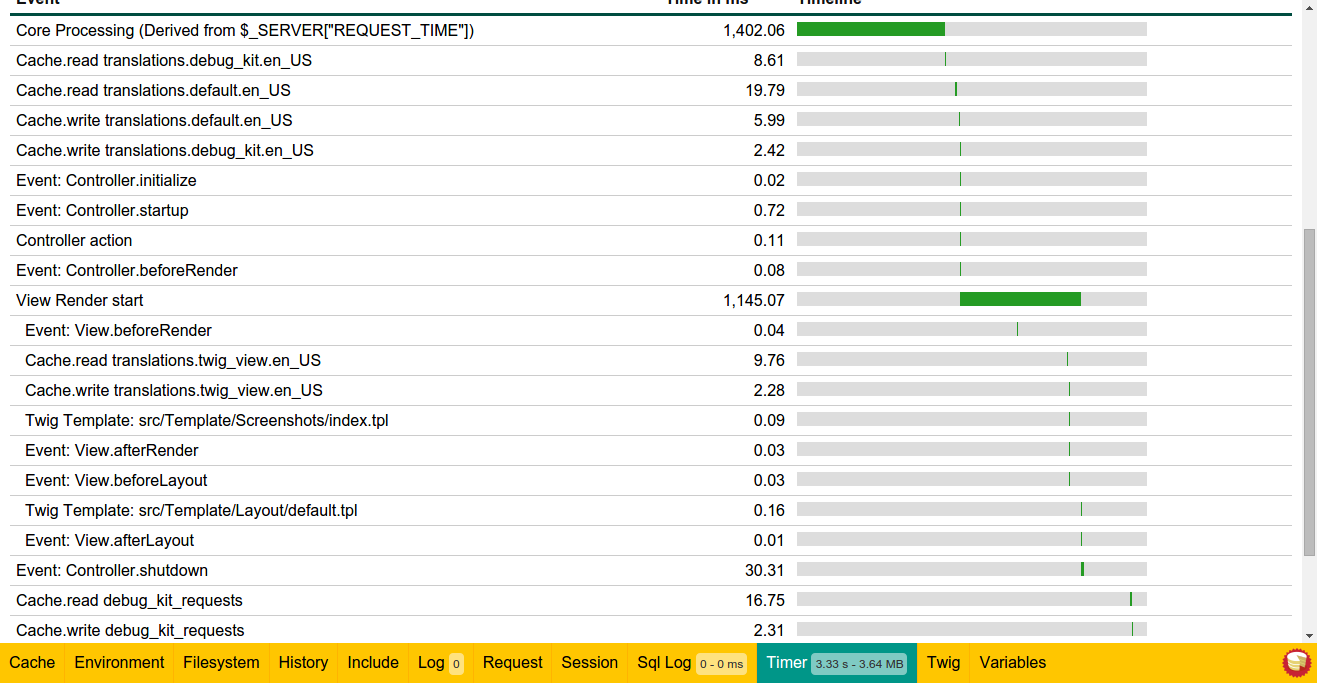 Event Time in ms Timeline
Core Processing (Derived from $_SERVER["REQUEST_TIME"]) 1,402.06
Cache.read translations.debug_kit.en_US 8.61
Cache.read translations.default.en_US 19.79
Cache.write translations.default.en_US 5.99
Cache.write translations.debug_kit.en_US 2.42
Event: Controller.initialize 0.02
Event: Controller.startup 0.72
Controller action 0.11
Event: Controller.beforeRender 0.08
View Render start 1,145.07
Event: View.beforeRender 0.04
Cache.read translations.twig_view.en_US 9.76
Cache.write translations.twig_view.en_US 2.28
Twig Template: src/Template/Screenshots/index.tpl 0.09
Event: View.afterRender 0.03
Event: View.beforeLayout 0.03
Twig Template: src/Template/Layout/default.tpl 0.16
Event: View.afterLayout 0.01
Event: Controller.shutdown 30.31
Cache.read debug_kit_requests 16.75
Cache.write debug_kit_requests 2.31
Cache Environment Filesystem History Include Log 0 Request Session Sql Log 0 - 0 ms Timer 3.33 s - 3.64 MB Twig Variables